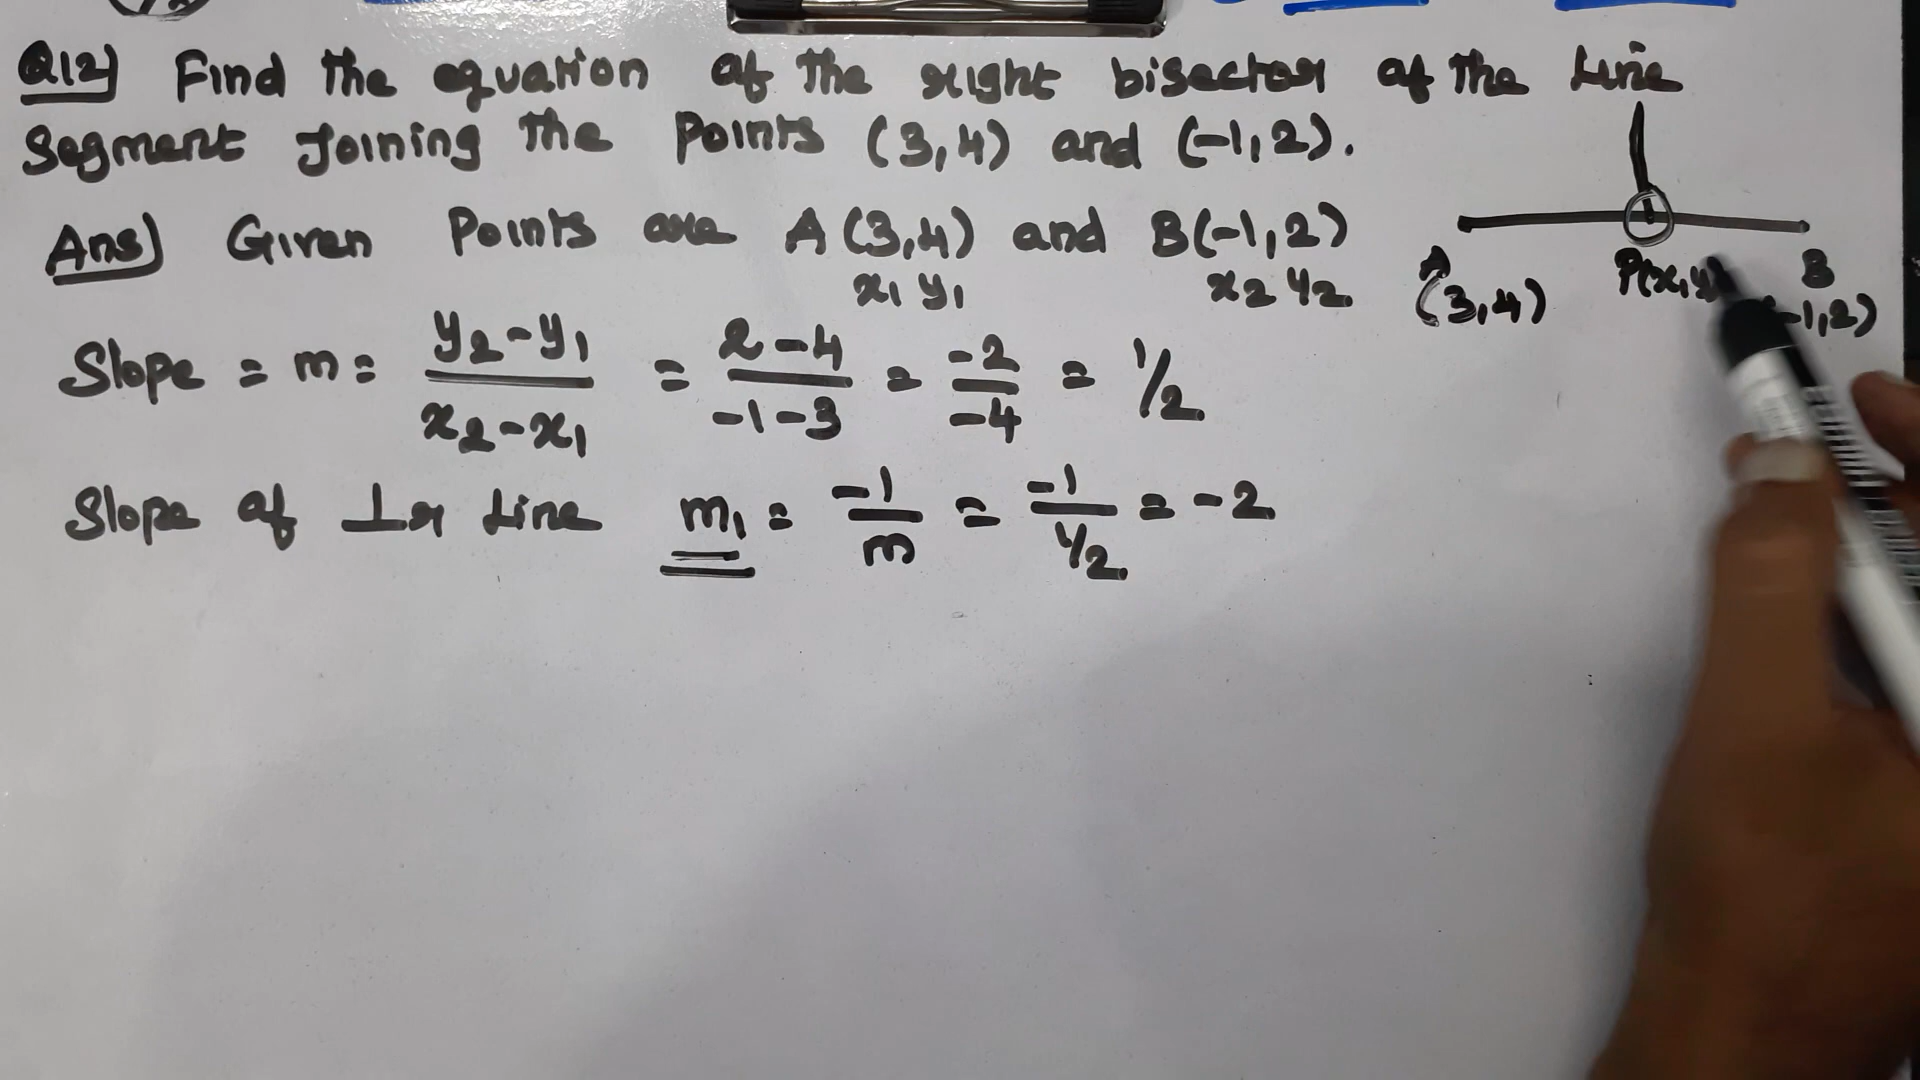 Q12) Find the equation of the right bisector of the line
segment joining the points (3,4) and (-1,2).
Ans) Given points are A(3,4) and B(-1,2)
x1 y1 x2 y2
Slope = m = y2-y1/x2-x1 = 2-4/-1-3 = -2/-4 = 1/2
Slope of ⊥r line m1 = -1/m = -1/1/2 = -2
A B
(3,4) -1,2)